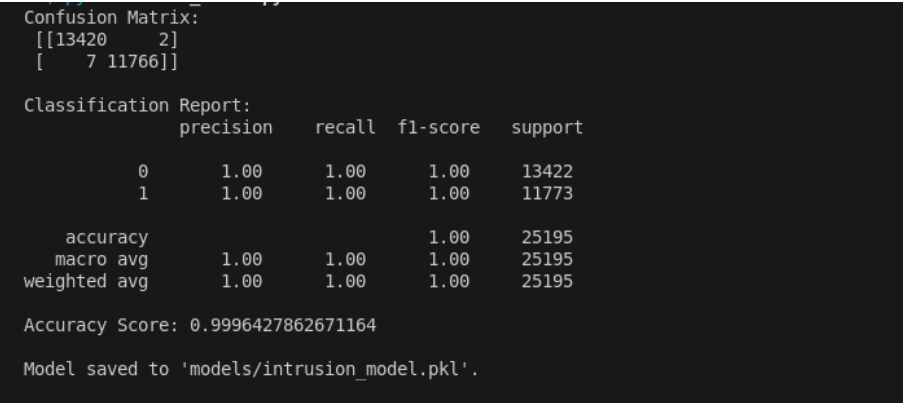 Confusion Matrix:
[[13420     2]
[    7 11766]]
Classification Report:
precision    recall  f1-score   support
0       1.00      1.00      1.00     13422
1       1.00      1.00      1.00     11773
accuracy                           1.00     25195
macro avg       1.00      1.00      1.00     25195
weighted avg       1.00      1.00      1.00     25195
Accuracy Score: 0.9996427862671164
Model saved to 'models/intrusion_model.pkl'.